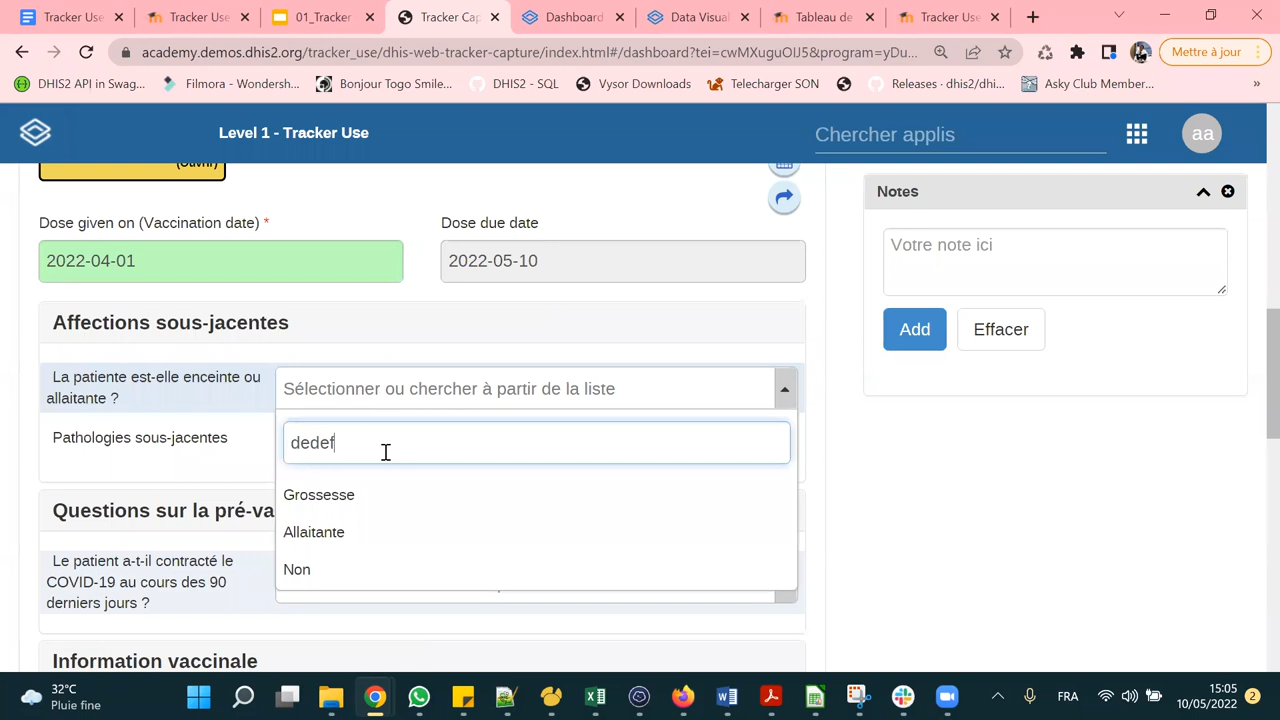 Tracker Use
Tracker Use
01_Tracker
Tracker Cap
Dashboard
Data Visual
Tableau de
Tracker Use
academy.demos.dhis2.org/tracker_use/dhis-web-tracker-capture/index.html#/dashboard?tei=cwMXuguOIJ5&program=yDu...
Mettre à jour
DHIS2 API in Swag...
Filmora - Wondersh...
Bonjour Togo Smile...
DHIS2 - SQL
Vysor Downloads
Telecharger SON
Releases · dhis2/dhi...
Asky Club Member...
»
Level 1 - Tracker Use
Chercher applis
aa
(Ouvrir)
Notes
Dose given on (Vaccination date) *
Dose due date
2022-04-01
2022-05-10
Votre note ici
Add
Effacer
Affections sous-jacentes
La patiente est-elle enceinte ou
allaitante ?
Sélectionner ou chercher à partir de la liste
dedef
Pathologies sous-jacentes
Grossesse
Allaitante
Non
Questions sur la pré-va
Le patient a-t-il contracté le
COVID-19 au cours des 90
derniers jours ?
Information vaccinale
32°C
Pluie fine
FRA
15:05
10/05/2022
2